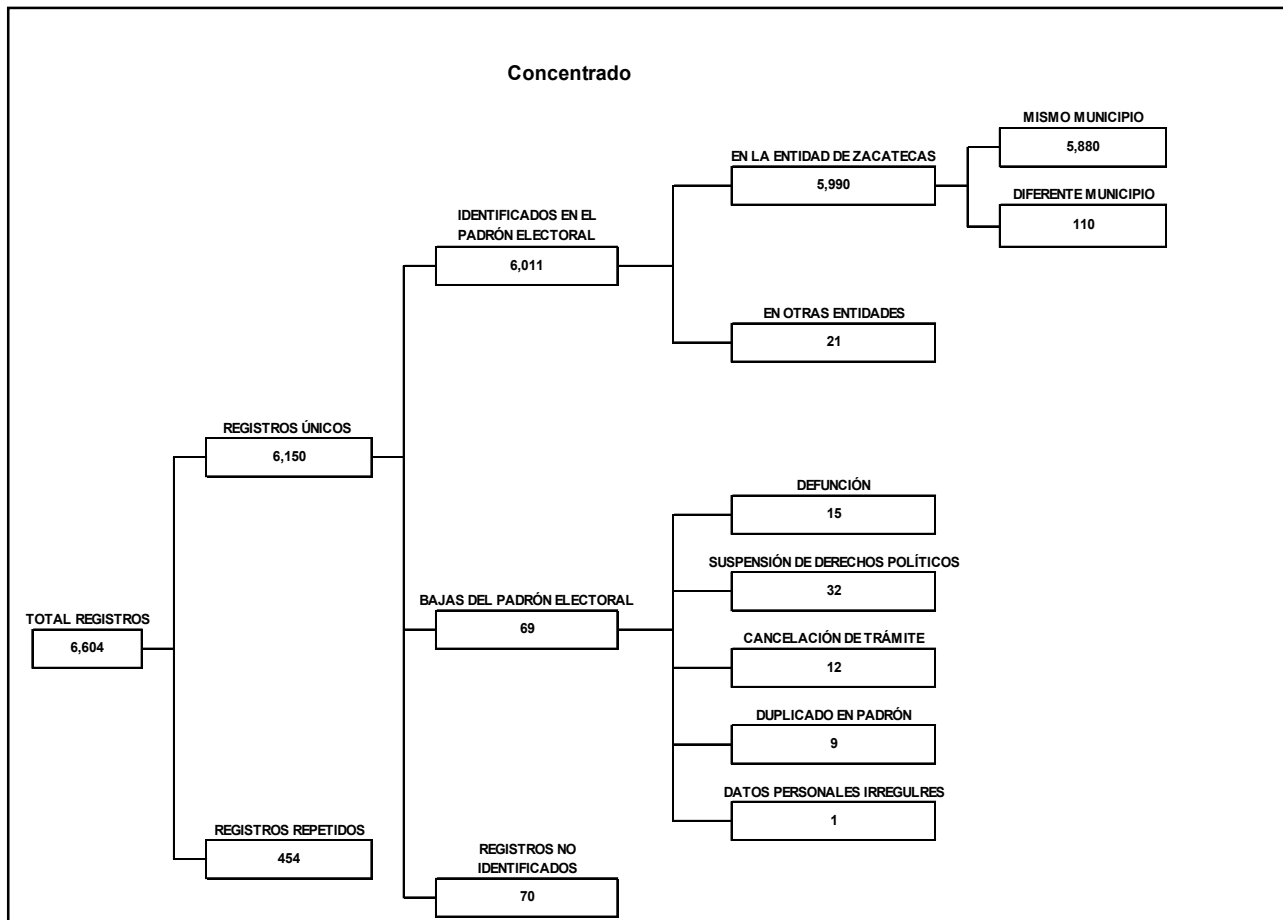 Concentrado
MISMO MUNICIPIO
5,880
EN LA ENTIDAD DE ZACATECAS
5,990
DIFERENTE MUNICIPIO
110
IDENTIFICADOS EN EL
PADRÓN ELECTORAL
6,011
EN OTRAS ENTIDADES
21
REGISTROS ÚNICOS
6,150
DEFUNCIÓN
15
SUSPENSIÓN DE DERECHOS POLÍTICOS
32
BAJAS DEL PADRÓN ELECTORAL
69
TOTAL REGISTROS
6,604
CANCELACIÓN DE TRÁMITE
12
DUPLICADO EN PADRÓN
9
DATOS PERSONALES IRREGULRES
1
REGISTROS REPETIDOS
454
REGISTROS NO
IDENTIFICADOS
70